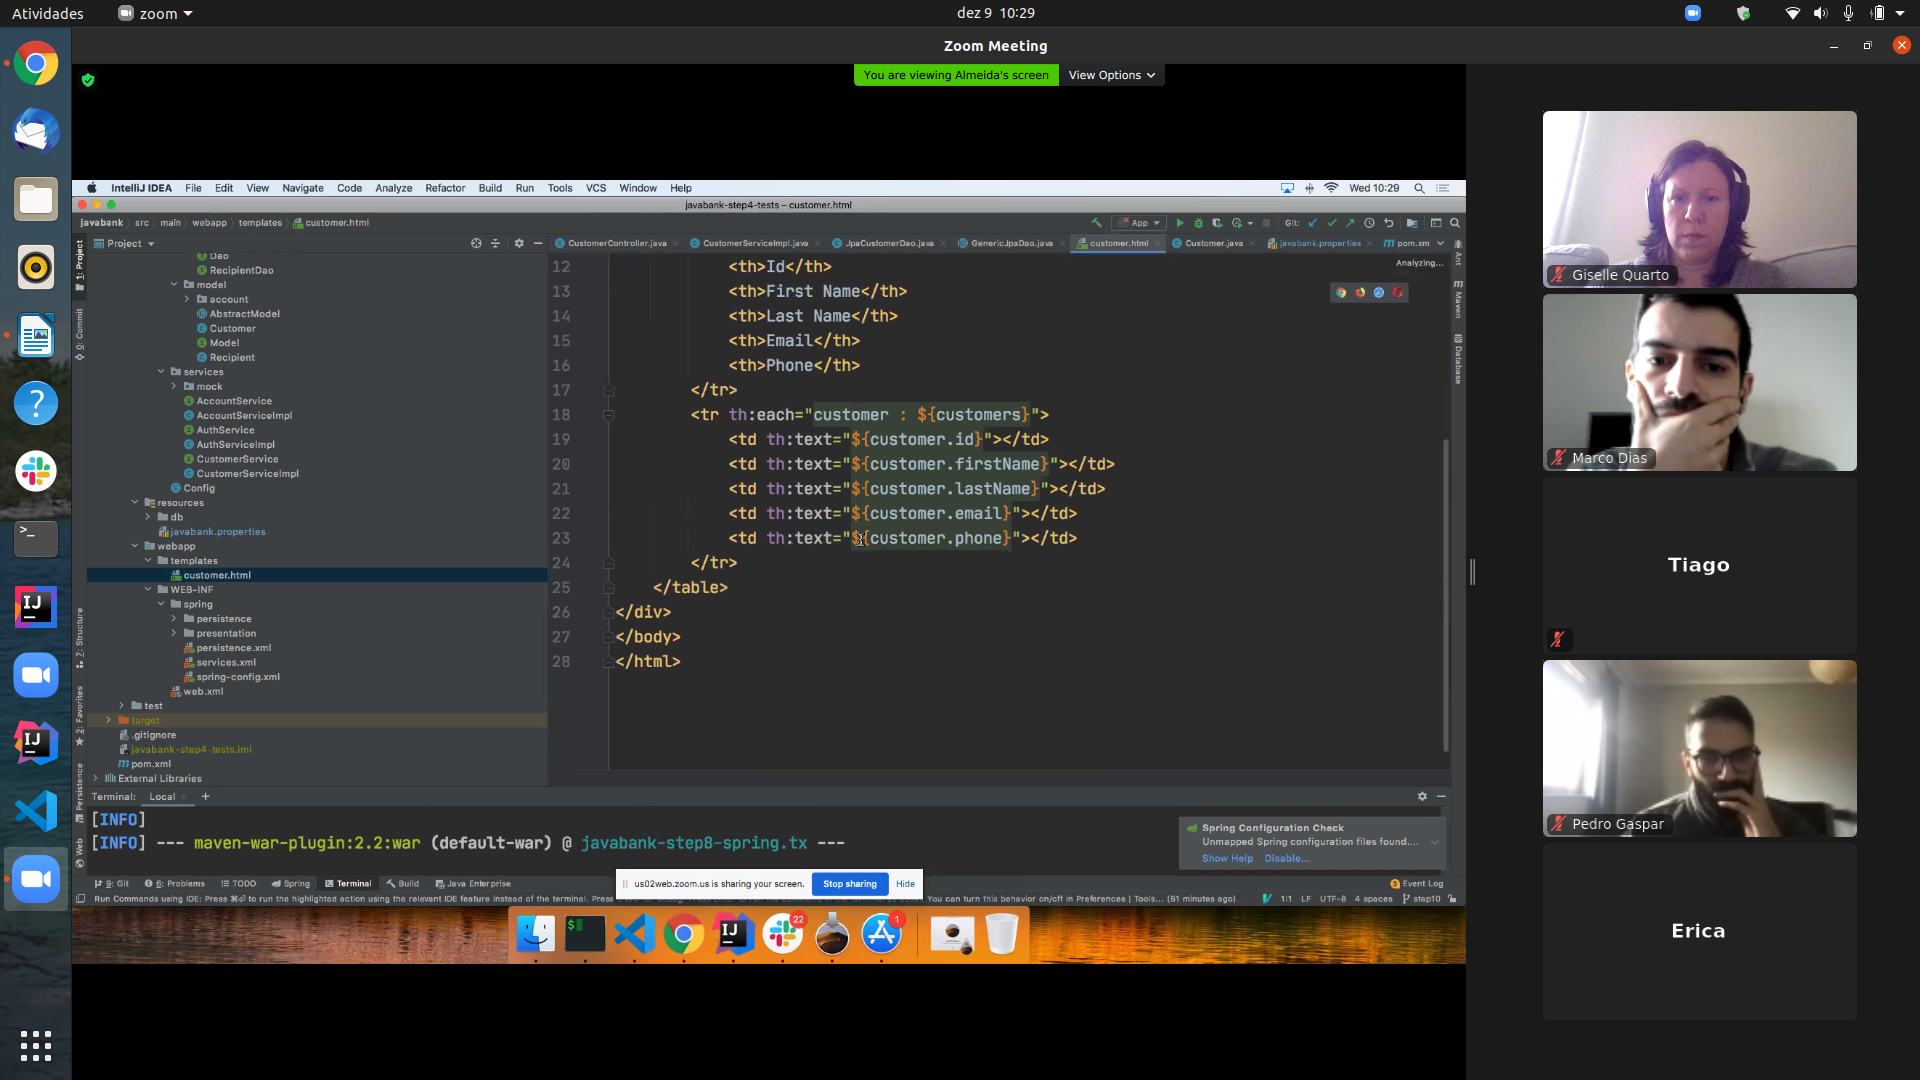 Atividades
zoom
dez 9 10:29
Zoom Meeting
You are viewing Almeida's screen
View Options
IntelliJ IDEA File Edit View Navigate Code Analyze Refactor Build Run Tools VCS Window Help
Wed 10:29
javabank-step4-tests – customer.html
javabank src main webapp templates customer.html
App
Git:
Project
CustomerController.java
CustomerServiceImpl.java
JpaCustomerDao.java
GenericJpaDao.java
customer.html
Customer.java
javabank.properties
pom.xm
Analyzing...
1: Project
0: Commit
7: Structure
2: Favorites
Persistence
Web
Ant
Maven
Database
Dao
RecipientDao
model
account
AbstractModel
Customer
Model
Recipient
services
mock
AccountService
AccountServiceImpl
AuthService
AuthServiceImpl
CustomerService
CustomerServiceImpl
Config
resources
db
javabank.properties
webapp
templates
customer.html
WEB-INF
spring
persistence
presentation
persistence.xml
services.xml
spring-config.xml
web.xml
test
target
.gitignore
javabank-step4-tests.iml
pom.xml
External Libraries
12 <th>Id</th>
13 <th>First Name</th>
14 <th>Last Name</th>
15 <th>Email</th>
16 <th>Phone</th>
17 </tr>
18 <tr th:each="customer : ${customers}">
19 <td th:text="${customer.id}"></td>
20 <td th:text="${customer.firstName}"></td>
21 <td th:text="${customer.lastName}"></td>
22 <td th:text="${customer.email}"></td>
23 <td th:text="${customer.phone}"></td>
24 </tr>
25 </table>
26 </div>
27 </body>
28 </html>
Terminal: Local +
[INFO]
[INFO] --- maven-war-plugin:2.2:war (default-war) @ javabank-step8-spring.tx ---
Spring Configuration Check
Unmapped Spring configuration files found....
Show Help Disable...
9: Git
6: Problems
TODO
Spring
Terminal
Build
Java Enterprise
Event Log
us02web.zoom.us is sharing your screen.
Stop sharing
Hide
Run Commands using IDE: Press ⌘⏎ to run the highlighted action using the relevant IDE feature instead of the terminal. Press
You can turn this behavior on/off in Preferences | Tools... (51 minutes ago)
1:1 LF UTF-8 4 spaces step10
22
1
Giselle Quarto
Marco Dias
Tiago
Pedro Gaspar
Erica